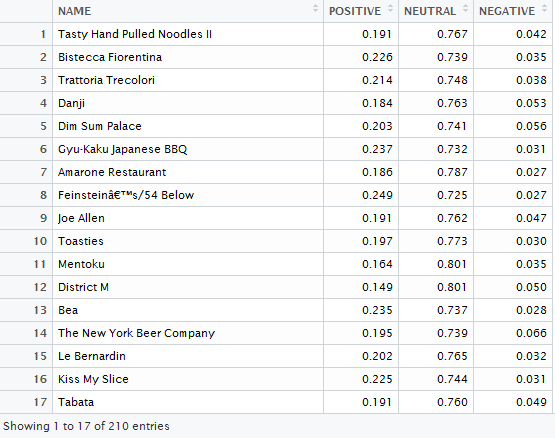 NAME POSITIVE NEUTRAL NEGATIVE
1 Tasty Hand Pulled Noodles II 0.191 0.767 0.042
2 Bistecca Fiorentina 0.226 0.739 0.035
3 Trattoria Trecolori 0.214 0.748 0.038
4 Danji 0.184 0.763 0.053
5 Dim Sum Palace 0.203 0.741 0.056
6 Gyu-Kaku Japanese BBQ 0.237 0.732 0.031
7 Amarone Restaurant 0.186 0.787 0.027
8 Feinsteinâ€™s/54 Below 0.249 0.725 0.027
9 Joe Allen 0.191 0.762 0.047
10 Toasties 0.197 0.773 0.030
11 Mentoku 0.164 0.801 0.035
12 District M 0.149 0.801 0.050
13 Bea 0.235 0.737 0.028
14 The New York Beer Company 0.195 0.739 0.066
15 Le Bernardin 0.202 0.765 0.032
16 Kiss My Slice 0.225 0.744 0.031
17 Tabata 0.191 0.760 0.049
Showing 1 to 17 of 210 entries